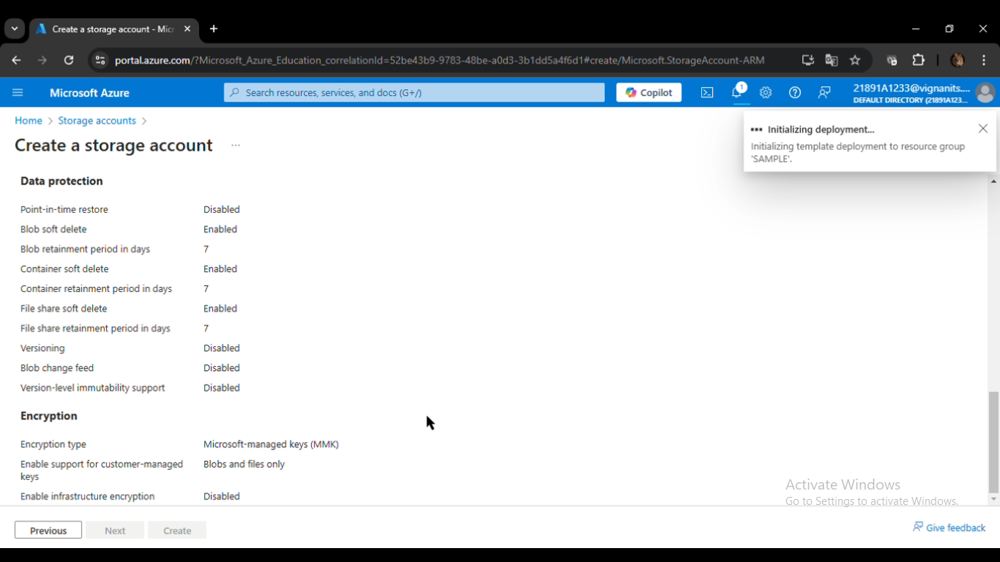 Create a storage account - Mic
portal.azure.com/?Microsoft_Azure_Education_correlationId=52be43b9-9783-48be-a0d3-3b1dd5a4f6d1#create/Microsoft.StorageAccount-ARM
Microsoft Azure
Search resources, services, and docs (G+/)
Copilot
1
21891A1233@vignanits....
DEFAULT DIRECTORY (21891A123...
Home > Storage accounts >
Create a storage account ...
Initializing deployment...
Initializing template deployment to resource group
'SAMPLE'.
Data protection
Point-in-time restore Disabled
Blob soft delete Enabled
Blob retainment period in days 7
Container soft delete Enabled
Container retainment period in days 7
File share soft delete Enabled
File share retainment period in days 7
Versioning Disabled
Blob change feed Disabled
Version-level immutability support Disabled
Encryption
Encryption type Microsoft-managed keys (MMK)
Enable support for customer-managed Blobs and files only
keys
Enable infrastructure encryption Disabled
Activate Windows
Go to Settings to activate Windows.
Previous Next Create
Give feedback